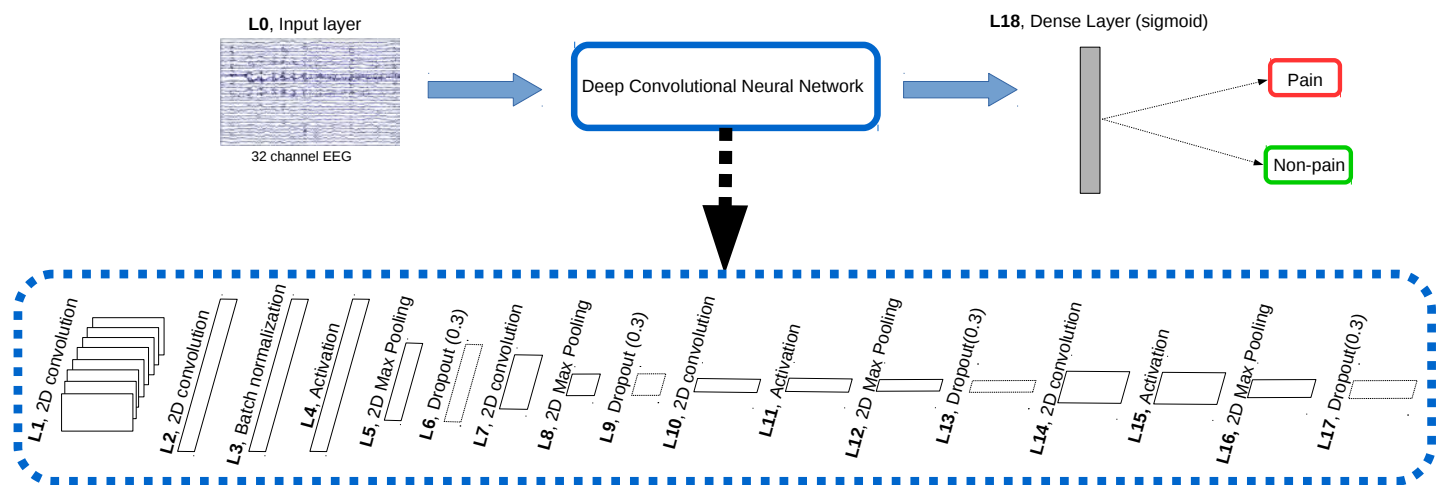 L0, Input layer
32 channel EEG
Deep Convolutional Neural Network
L18, Dense Layer (sigmoid)
Pain
Non-pain
L1, 2D convolution
L2, 2D convolution
L3, Batch normalization
L4, Activation
L5, 2D Max Pooling
L6, Dropout (0.3)
L7, 2D convolution
L8, 2D Max Pooling
L9, Dropout (0.3)
L10, 2D convolution
L11, Activation
L12, 2D Max Pooling
L13, Dropout(0.3)
L14, 2D convolution
L15, Activation
L16, 2D Max Pooling
L17, Dropout(0.3)